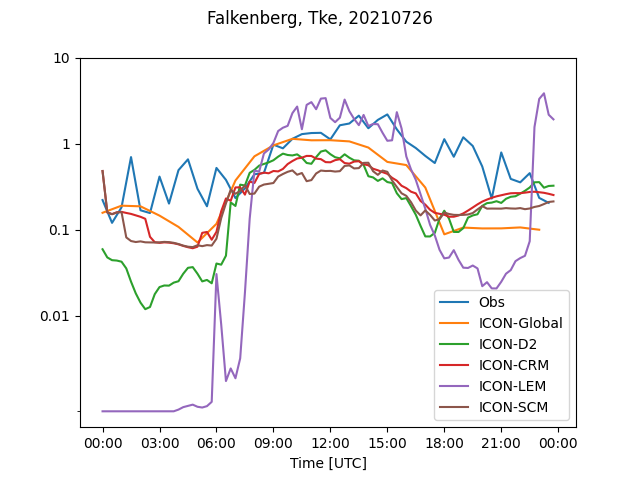 Falkenberg, Tke, 20210726
10
1
0.1
0.01
Obs
ICON-Global
ICON-D2
ICON-CRM
ICON-LEM
ICON-SCM
00:00 03:00 06:00 09:00 12:00 15:00 18:00 21:00 00:00
Time [UTC]